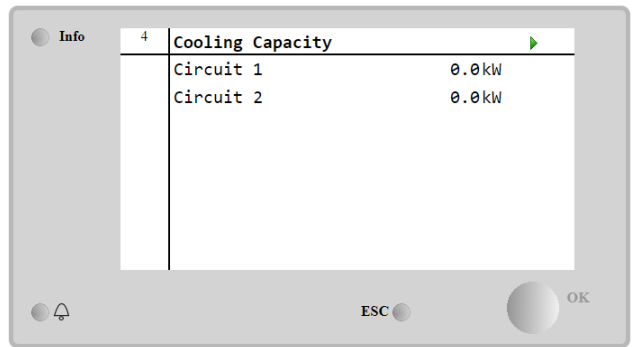 Info
4 Cooling Capacity
Circuit 1 0.0kW
Circuit 2 0.0kW
ESC
OK